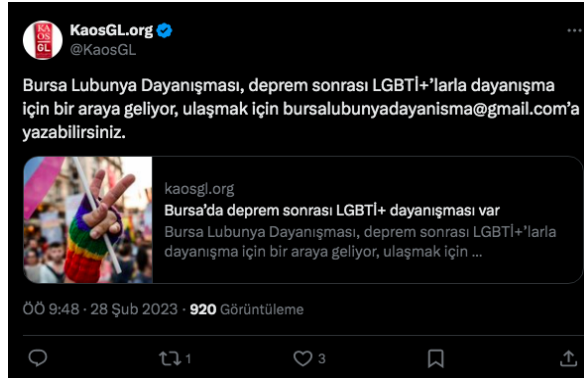 KaosGL.org
@KaosGL
Bursa Lubunya Dayanışması, deprem sonrası LGBTİ+’larla dayanışma
için bir araya geliyor, ulaşmak için bursalubunyadayanisma@gmail.com’a
yazabilirsiniz.
kaosgl.org
Bursa’da deprem sonrası LGBTİ+ dayanışması var
Bursa Lubunya Dayanışması, deprem sonrası LGBTİ+’larla
dayanışma için bir araya geliyor, ulaşmak için ...
ÖÖ 9:48 · 28 Şub 2023 · 920 Görüntüleme
1
3